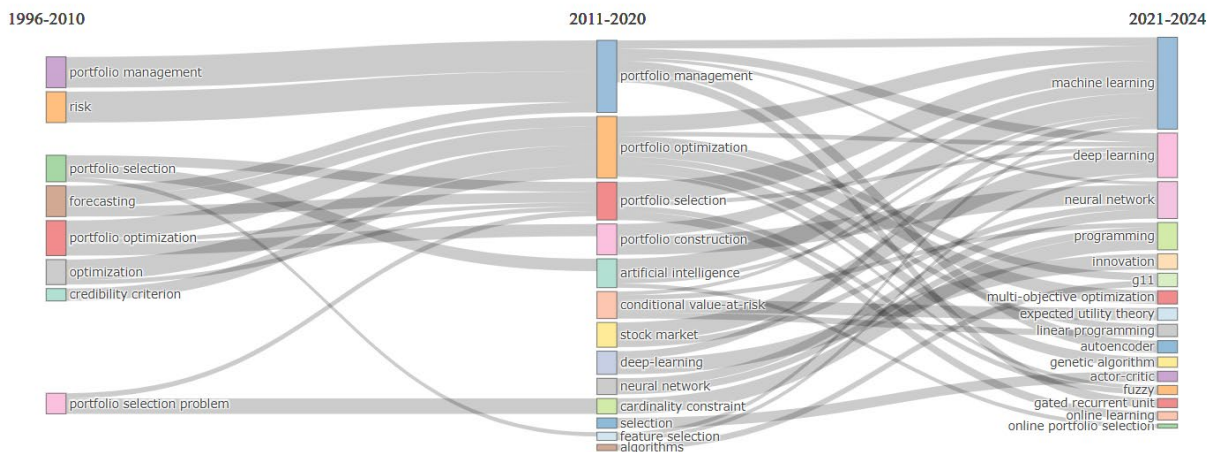 1996-2010
2011-2020
2021-2024
portfolio management
risk
portfolio selection
forecasting
portfolio optimization
optimization
credibility criterion
portfolio selection problem
portfolio management
portfolio optimization
portfolio selection
portfolio construction
artificial intelligence
conditional value-at-risk
stock market
deep-learning
neural network
cardinality constraint
selection
feature selection
algorithms
machine learning
deep learning
neural network
programming
innovation
g11
multi-objective optimization
expected utility theory
linear programming
autoencoder
genetic algorithm
actor-critic
fuzzy
gated recurrent unit
online learning
online portfolio selection